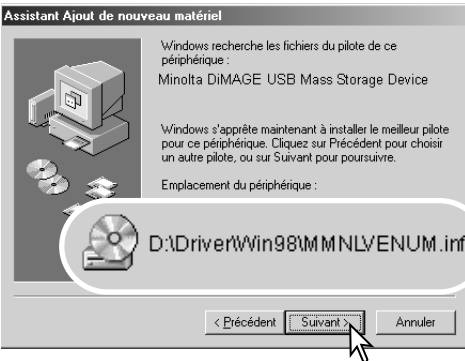 Assistant Ajout de nouveau matériel
Windows recherche les fichiers du pilote de ce
périphérique :
Minolta DiMAGE USB Mass Storage Device
Windows s'apprête maintenant à installer le meilleur pilote
pour ce périphérique. Cliquez sur Précédent pour choisir
un autre pilote, ou sur Suivant pour poursuivre.
Emplacement du périphérique :
D:\Driver\Win98\MMNLVENUM.inf
< Précédent Suivant > Annuler